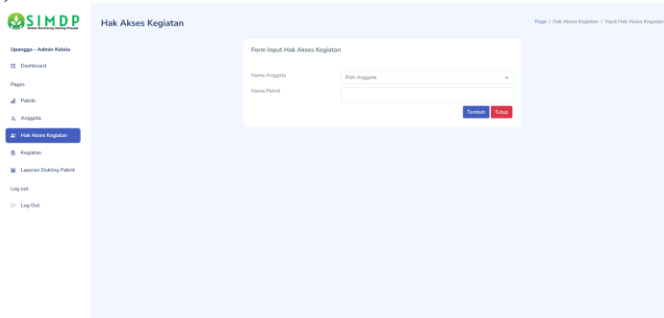 SIMDP
Hak Akses Kegiatan
Page / Hak Akses Kegiatan / Input Hak Akses Kegiatan
Upangga - Admin Kelola
Dashboard
Pages
Pabrik
Anggota
Hak Akses Kegiatan
Kegiatan
Laporan Doking Pabrik
Log out
Log Out
Form Input Hak Akses Kegiatan
Nama Anggota
Pilih Anggota
Nama Pabrik
Tambah
Tutup